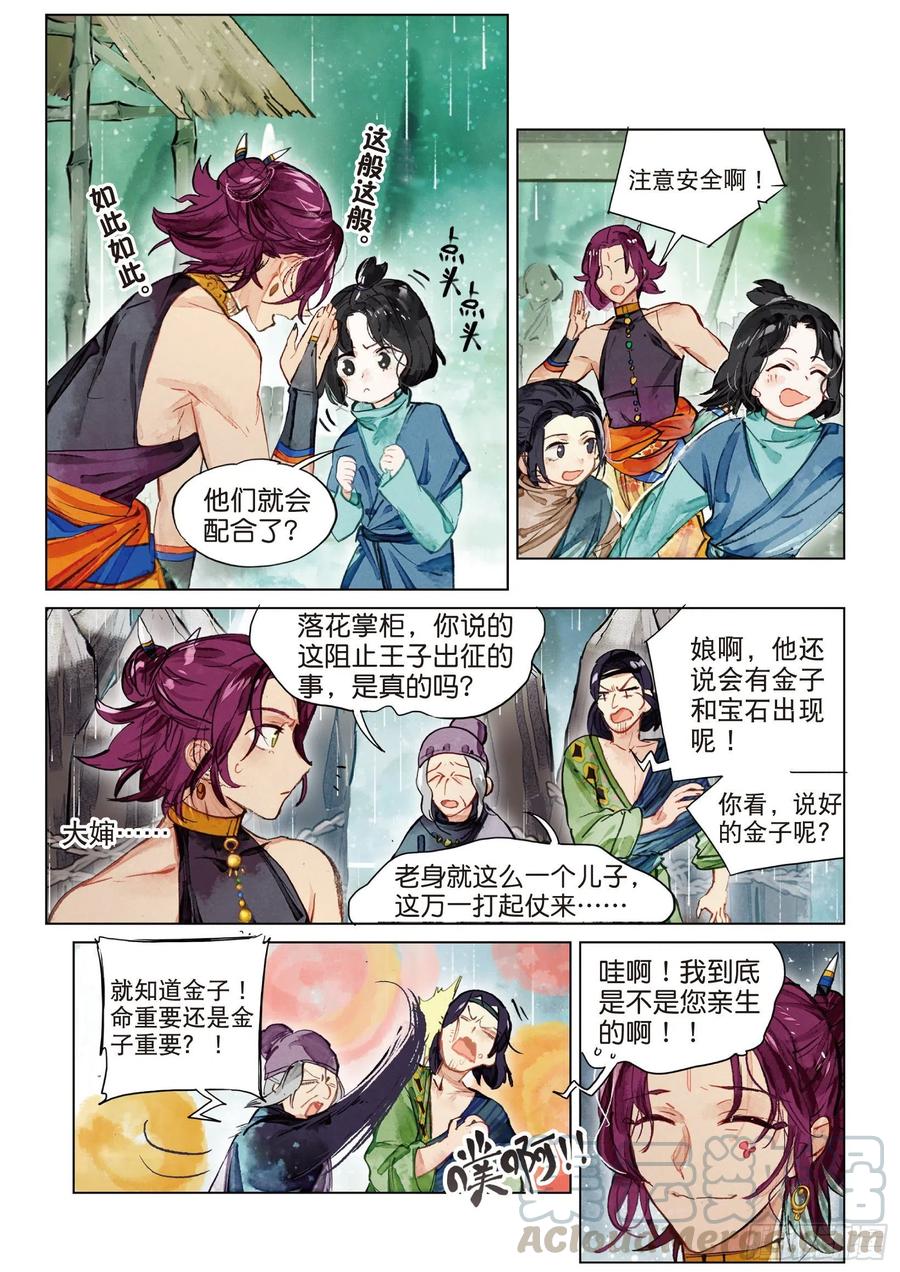 这般这般。
如此如此。
点头点头
他们就会
配合了？
注意安全啊！
落花掌柜，你说的
这阻止王子出征的
事，是真的吗？
娘啊，他还
说会有金子
和宝石出现
呢！
你看，说好
的金子呢？
大婶……
老身就这么一个儿子，
这万一打起仗来……
就知道金子！
命重要还是金
子重要？！
噗啊!!
哇啊！我到底
是不是您亲生
的啊！！
ACloudMerge.com